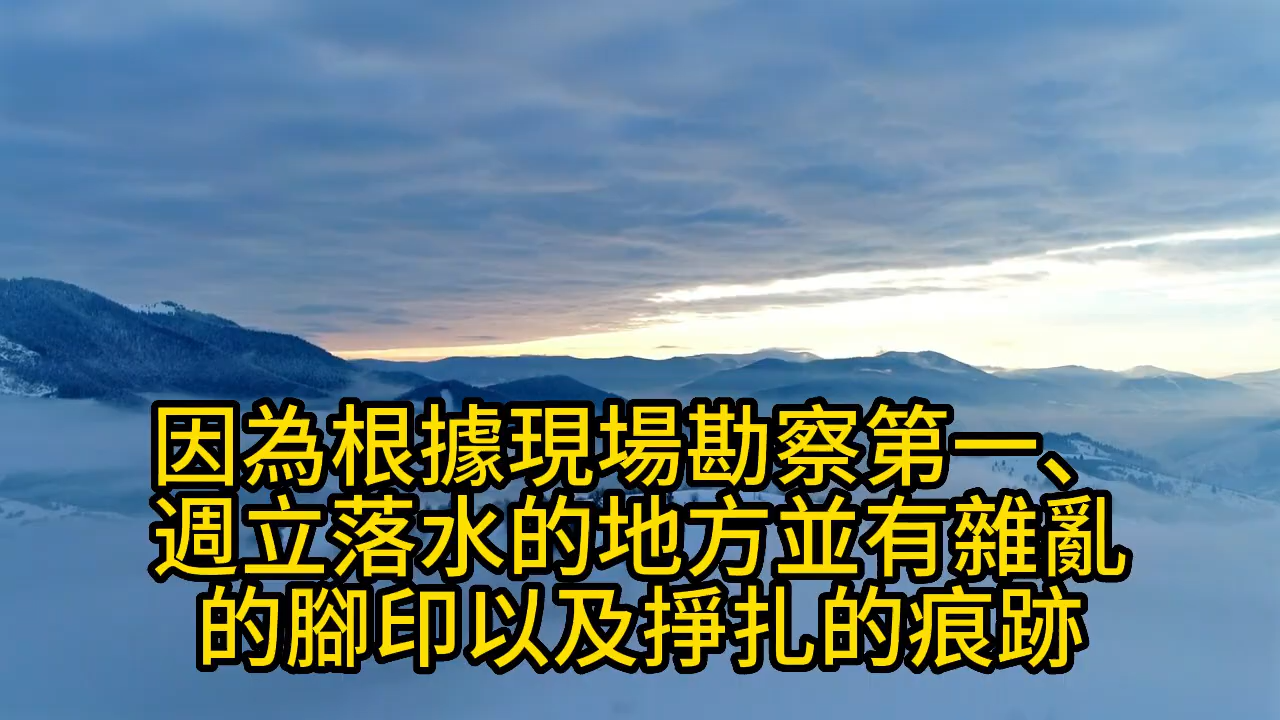 因為根據現場勘察第一、
週立落水的地方並有雜亂
的腳印以及掙扎的痕跡